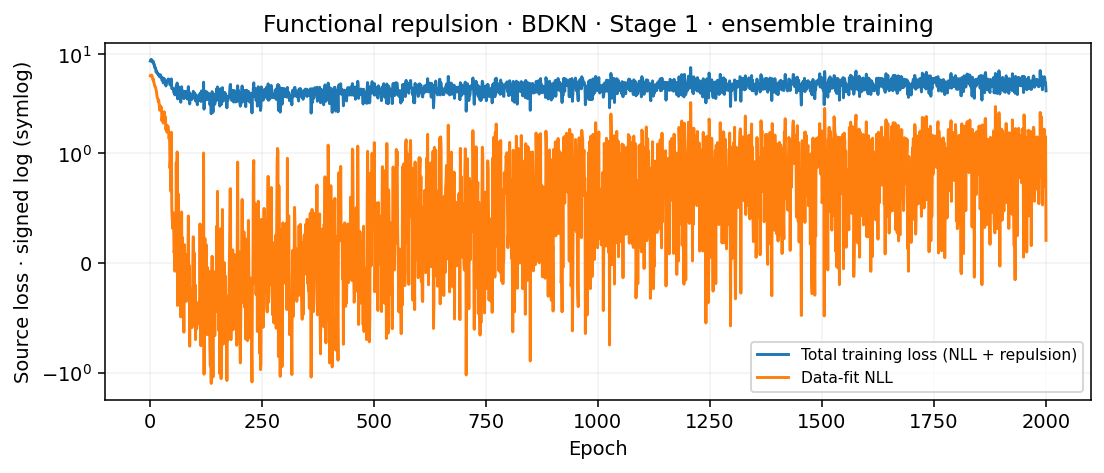 Functional repulsion · BDKN · Stage 1 · ensemble training
Source loss · signed log (symlog)
10¹
10⁰
0
−10⁰
Total training loss (NLL + repulsion)
Data-fit NLL
0 250 500 750 1000 1250 1500 1750 2000
Epoch